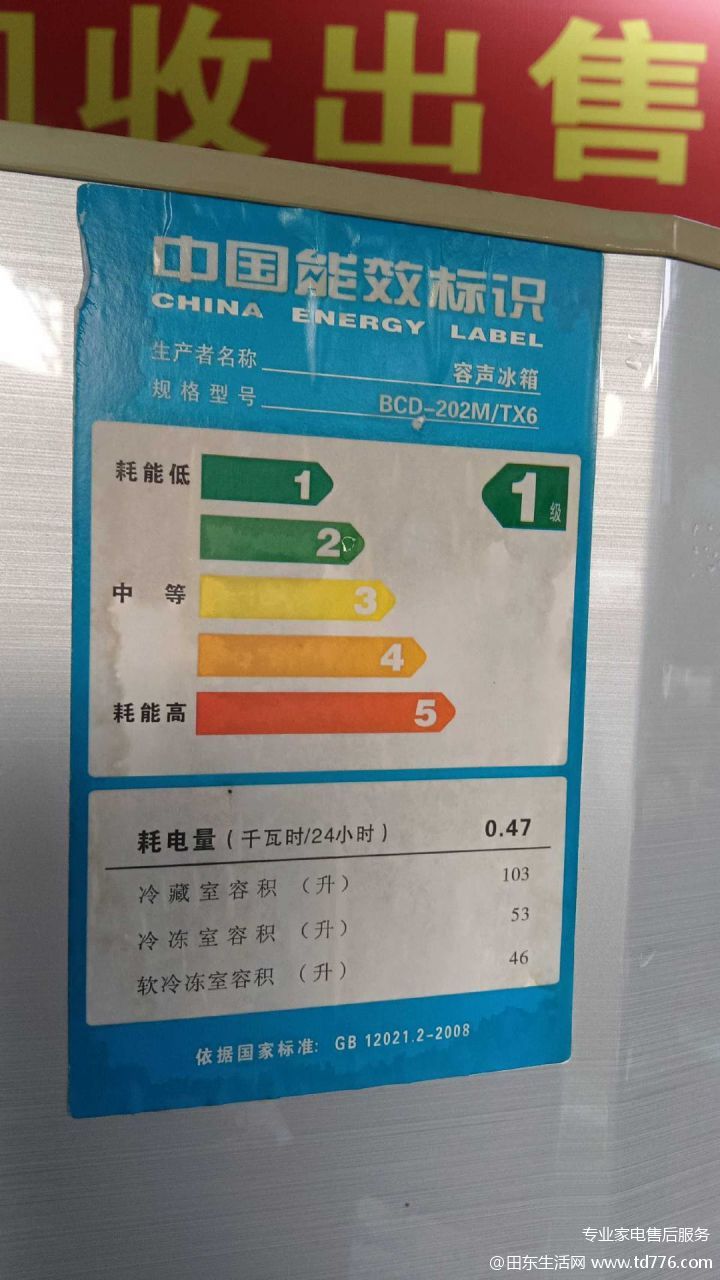 收出售
中国能效标识
CHINA ENERGY LABEL
生产者名称 容声冰箱
规格型号 BCD-202M/TX6
耗能低 1 1级
2
中等 3
4
耗能高 5
耗电量(千瓦时/24小时) 0.47
冷藏室容积 (升) 103
冷冻室容积 (升) 53
软冷冻室容积 (升) 46
依据国家标准: GB 12021.2-2008
专业家电售后服务
@田东生活网 www.td776.com